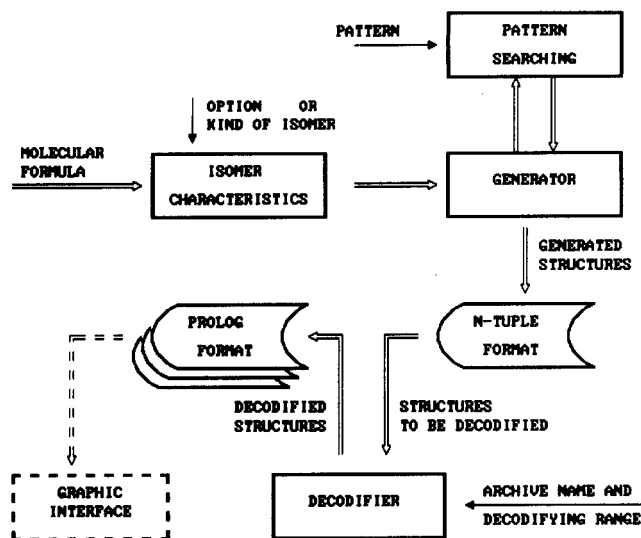 PATTERN
PATTERN
SEARCHING
OPTION OR
KIND OF ISOMER
MOLECULAR
FORMULA
ISOMER
CHARACTERISTICS
GENERATOR
GENERATED
STRUCTURES
PROLOG
FORMAT
N-TUPLE
FORMAT
DECODIFIED
STRUCTURES
STRUCTURES
TO BE DECODIFIED
GRAPHIC
INTERFACE
DECODIFIER
ARCHIVE NAME AND
DECODIFYING RANGE